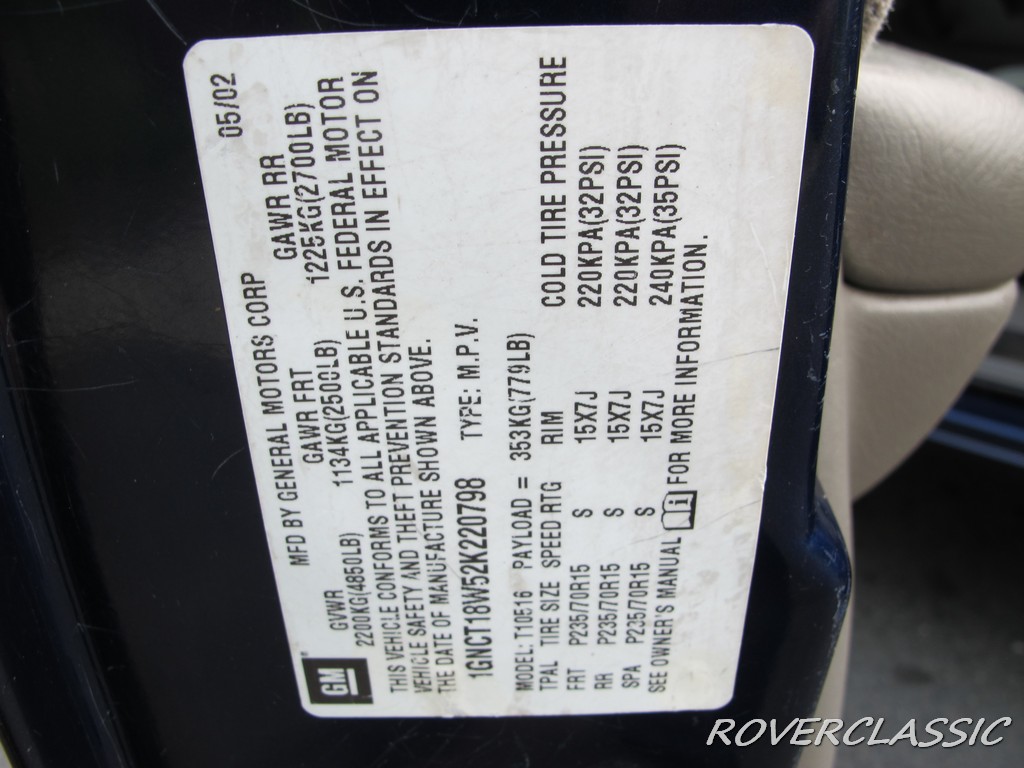 GM
MFD BY GENERAL MOTORS CORP 05/02
GVWR GAWR FRT GAWR RR
2200KG(4850LB) 1134KG(2500LB) 1225KG(2700LB)
THIS VEHICLE CONFORMS TO ALL APPLICABLE U.S. FEDERAL MOTOR
VEHICLE SAFETY AND THEFT PREVENTION STANDARDS IN EFFECT ON
THE DATE OF MANUFACTURE SHOWN ABOVE.
1GNCT18W52K220798 TYPE: M.P.V.
MODEL: T10516 PAYLOAD = 353KG(779LB)
TPAL TIRE SIZE SPEED RTG RIM COLD TIRE PRESSURE
FRT P235/70R15 S 15X7J 220KPA(32PSI)
RR P235/70R15 S 15X7J 220KPA(32PSI)
SPA P235/70R15 S 15X7J 240KPA(35PSI)
SEE OWNER'S MANUAL i FOR MORE INFORMATION.
ROVERCLASSIC